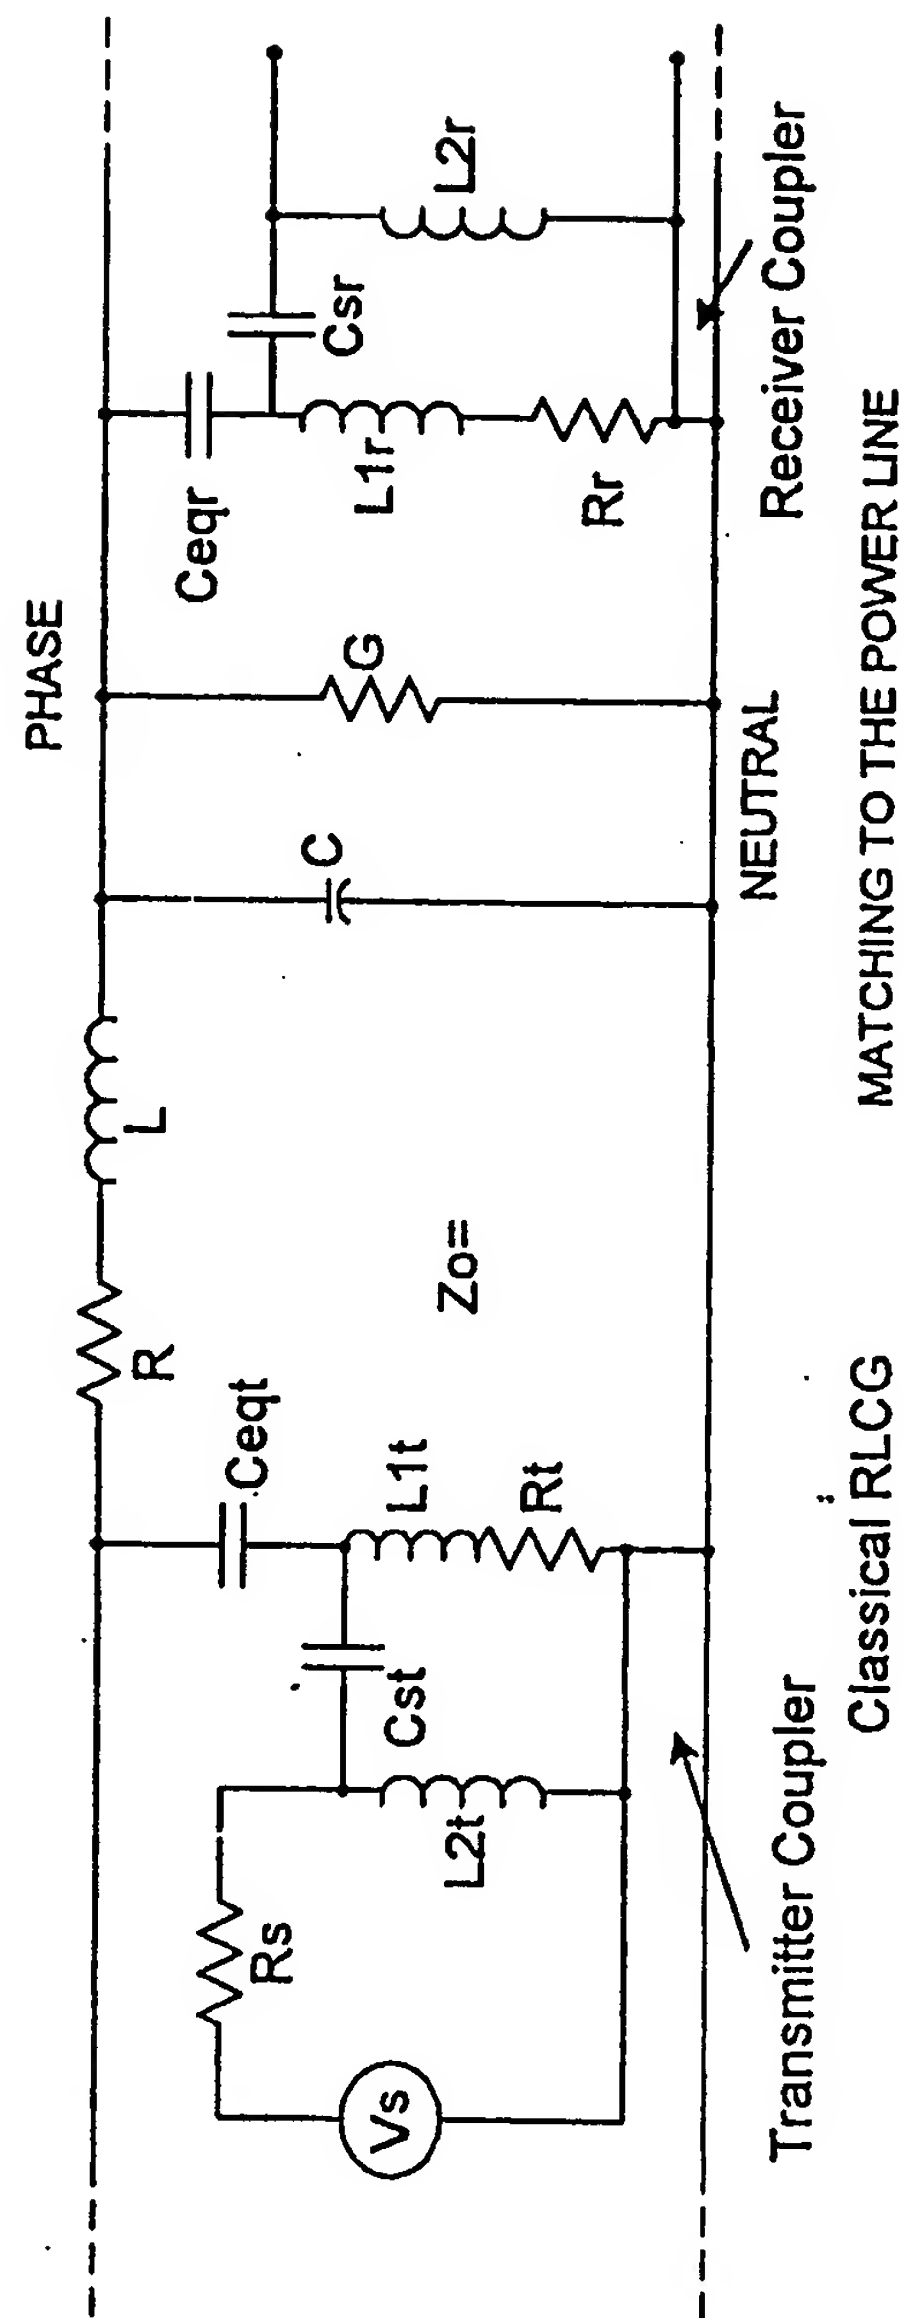 PHASE
R
L
Ceqt
Ceqr
C
G
Rs
Cst
L1t
Rt
Zo=
L1r
Rr
Csr
L2r
Vs
L2t
NEUTRAL
Transmitter Coupler
Receiver Coupler
Classical RLCG
MATCHING TO THE POWER LINE